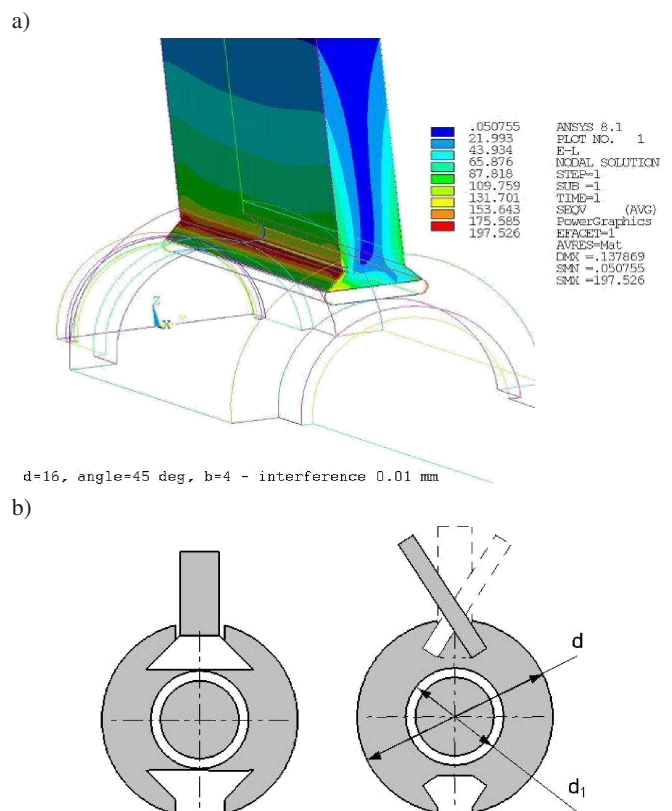 a)
.050755
21.993
43.934
65.876
87.818
109.759
131.701
153.643
175.585
197.526
ANSYS 8.1
PLOT NO. 1
E-L
NODAL SOLUTION
STEP=1
SUB =1
TIME=1
SEQV (AVG)
PowerGraphics
EFACET=1
AVRES=Mat
DMX =.137869
SMN =.050755
SMX =197.526
Z
X
Y
d=16, angle=45 deg, b=4 - interference 0.01 mm
b)
d
d1